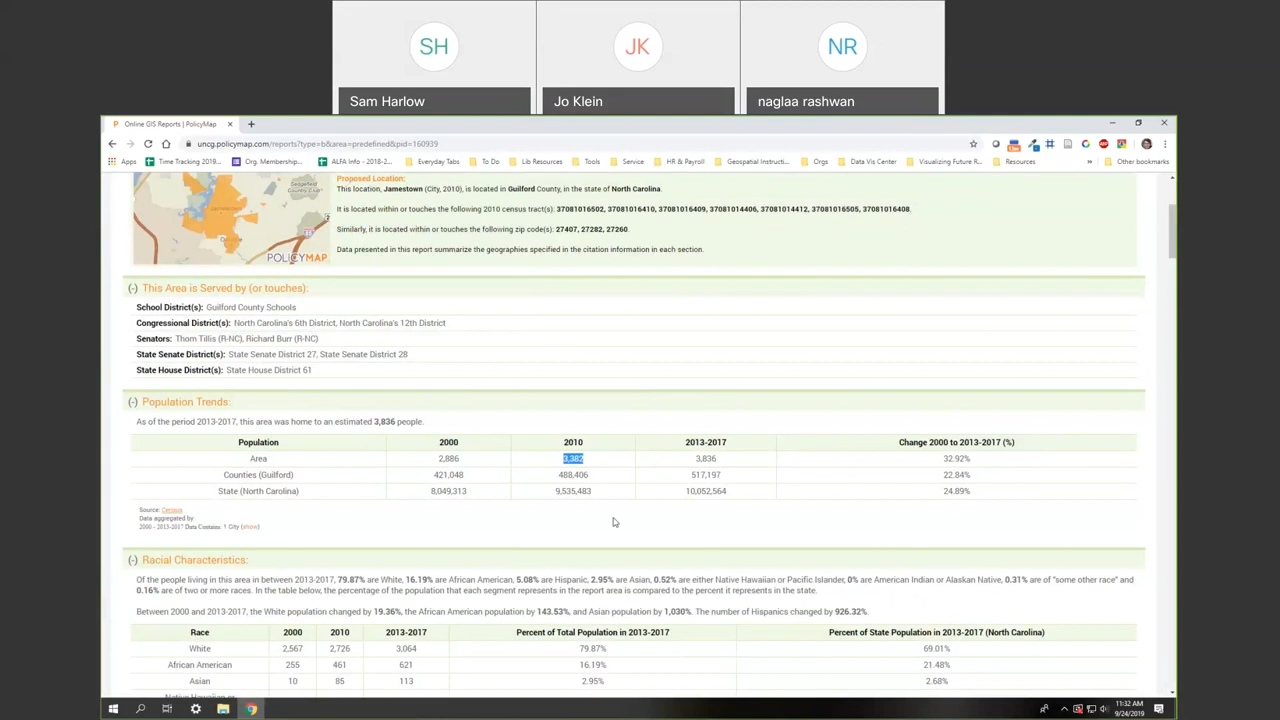 SH
JK
NR
Sam Harlow
Jo Klein
naglaa rashwan
Online GIS Reports | PolicyMap
uncg.policymap.com/reports?type=b&area=predefined&pid=160939
Apps
Time Tracking 2019...
Org. Membership...
ALFA Info - 2018-2...
Everyday Tabs
To Do
Lib Resources
Tools
Service
HR & Payroll
Geospatial Instructi...
Orgs
Data Vis Center
Visualizing Future R...
Resources
Other bookmarks
POLICYMAP
Proposed Location:
This location, Jamestown (City, 2010), is located in Guilford County, in the state of North Carolina.
It is located within or touches the following 2010 census tract(s): 37081016502, 37081016410, 37081016409, 37081014406, 37081014412, 37081016505, 37081016408.
Similarly, it is located within or touches the following zip code(s): 27407, 27282, 27260.
Data presented in this report summarize the geographies specified in the citation information in each section.
(-) This Area is Served by (or touches):
School District(s): Guilford County Schools
Congressional District(s): North Carolina's 6th District, North Carolina's 12th District
Senators: Thom Tillis (R-NC), Richard Burr (R-NC)
State Senate District(s): State Senate District 27, State Senate District 28
State House District(s): State House District 61
(-) Population Trends:
As of the period 2013-2017, this area was home to an estimated 3,836 people.
Population 2000 2010 2013-2017 Change 2000 to 2013-2017 (%)
Area 2,886 3,382 3,836 32.92%
Counties (Guilford) 421,048 488,406 517,197 22.84%
State (North Carolina) 8,049,313 9,535,483 10,052,564 24.89%
Source: Census
Data aggregated by
2000 - 2013-2017 Data Contains: 1 City (show)
(-) Racial Characteristics:
Of the people living in this area in between 2013-2017, 79.87% are White, 16.19% are African American, 5.08% are Hispanic, 2.95% are Asian, 0.52% are either Native Hawaiian or Pacific Islander, 0% are American Indian or Alaskan Native, 0.31% are of "some other race" and
0.16% are of two or more races. In the table below, the percentage of the population that each segment represents in the report area is compared to the percent it represents in the state.
Between 2000 and 2013-2017, the White population changed by 19.36%, the African American population by 143.53%, and Asian population by 1,030%. The number of Hispanics changed by 926.32%.
Race 2000 2010 2013-2017 Percent of Total Population in 2013-2017 Percent of State Population in 2013-2017 (North Carolina)
White 2,567 2,726 3,064 79.87% 69.01%
African American 255 461 621 16.19% 21.48%
Asian 10 85 113 2.95% 2.68%
Native Hawaiian or
11:32 AM
9/24/2019